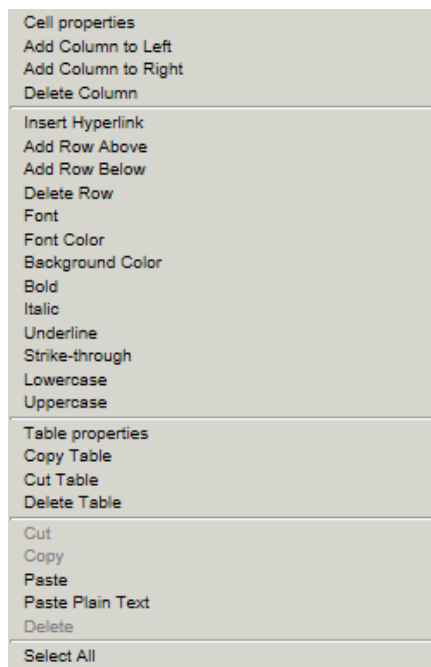 Cell properties
Add Column to Left
Add Column to Right
Delete Column
Insert Hyperlink
Add Row Above
Add Row Below
Delete Row
Font
Font Color
Background Color
Bold
Italic
Underline
Strike-through
Lowercase
Uppercase
Table properties
Copy Table
Cut Table
Delete Table
Cut
Copy
Paste
Paste Plain Text
Delete
Select All